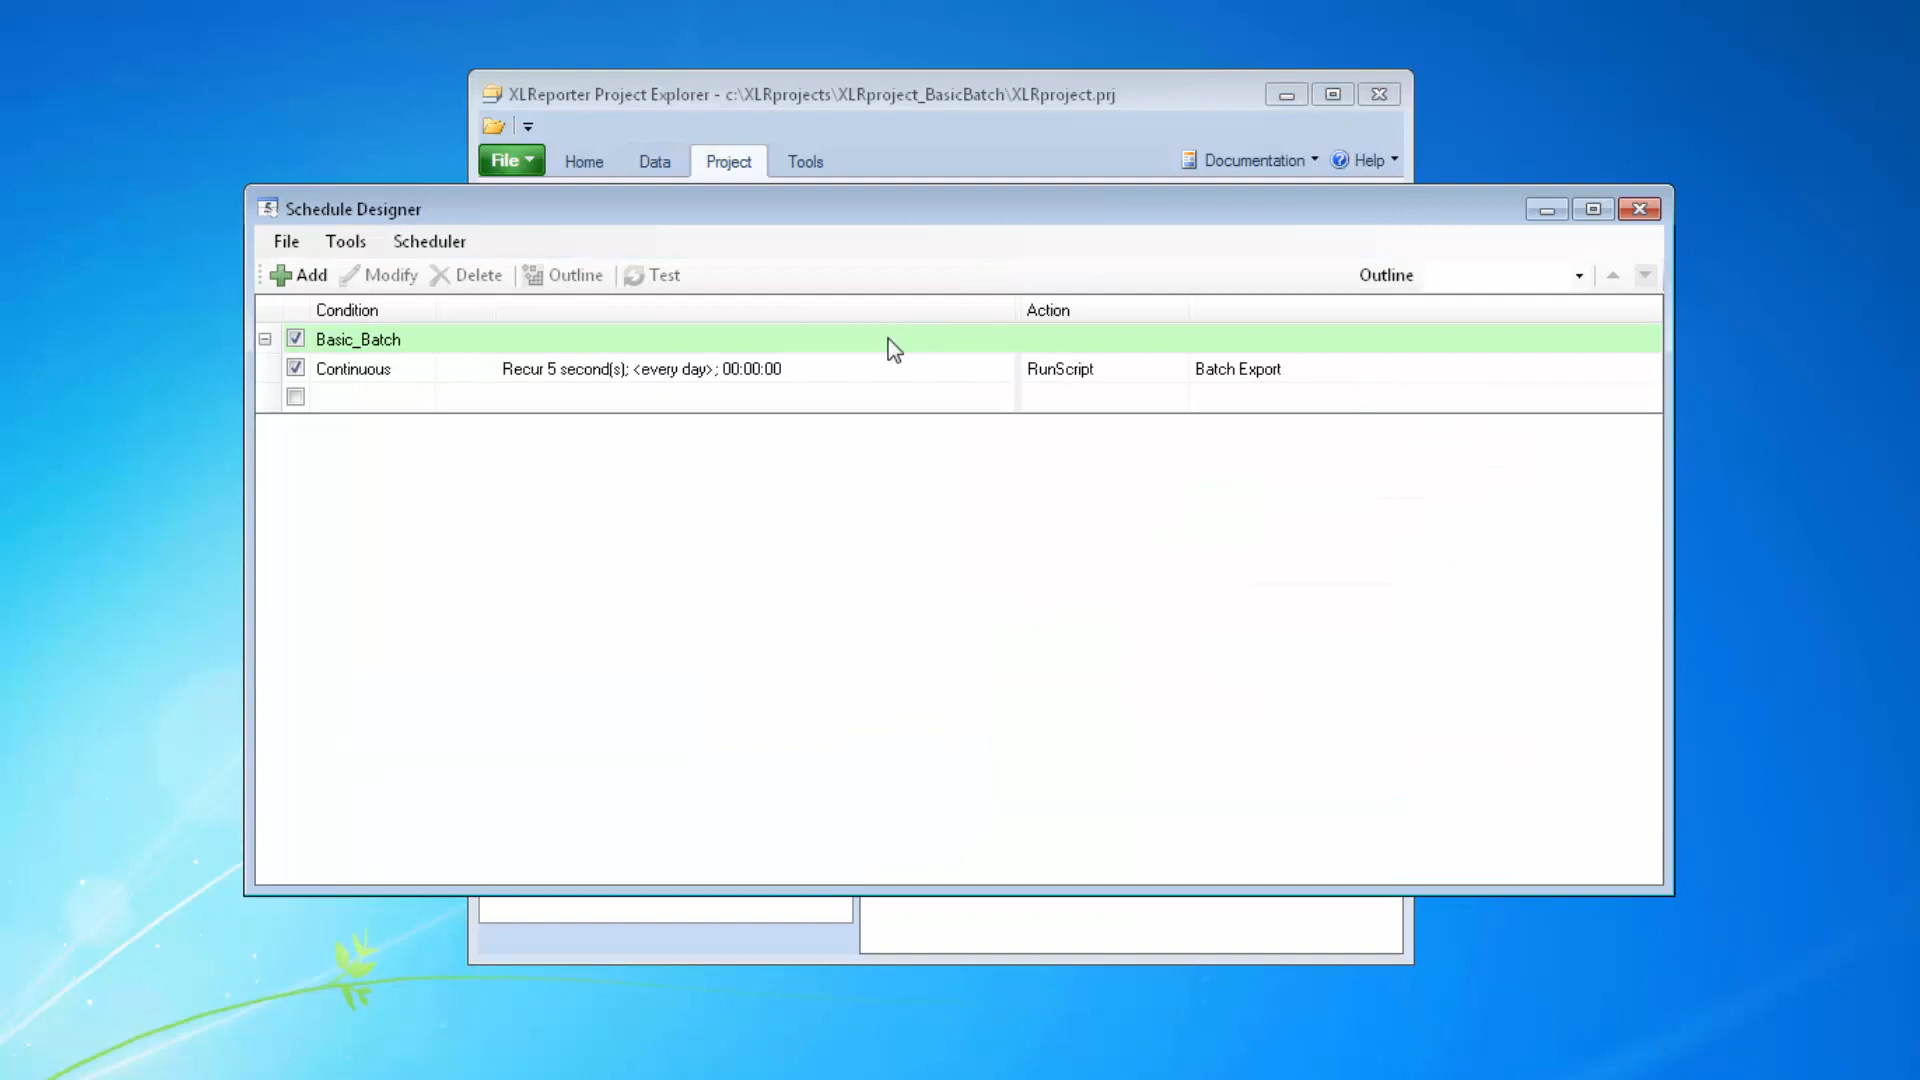 XLReporter Project Explorer - c:\XLRprojects\XLRproject_BasicBatch\XLRproject.prj
File Home Data Project Tools Documentation Help
Schedule Designer
File Tools Scheduler
Add Modify Delete Outline Test Outline
Condition Action
Basic_Batch
Continuous Recur 5 second(s); <every day>; 00:00:00 RunScript Batch Export